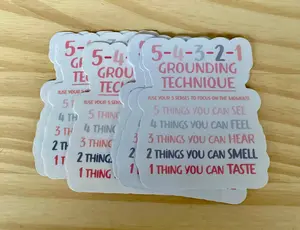 5-4-3-2-1
GROUNDING
TECHNIQUE
USE YOUR 5 SENSES TO FOCUS ON THE MOMENT
5 THINGS YOU CAN SEE
4 THINGS YOU CAN FEEL
3 THINGS YOU CAN HEAR
2 THINGS YOU CAN SMELL
1 THING YOU CAN TASTE